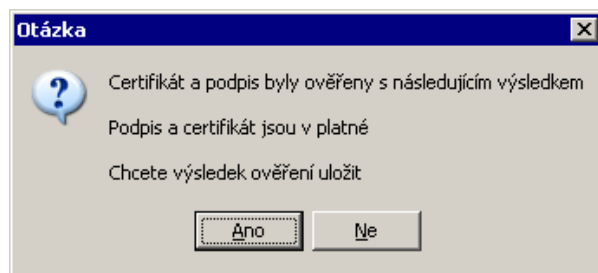 Otázka
Certifikát a podpis byly ověřeny s následujícím výsledkem
Podpis a certifikát jsou v platné
Chcete výsledek ověření uložit
Ano
Ne